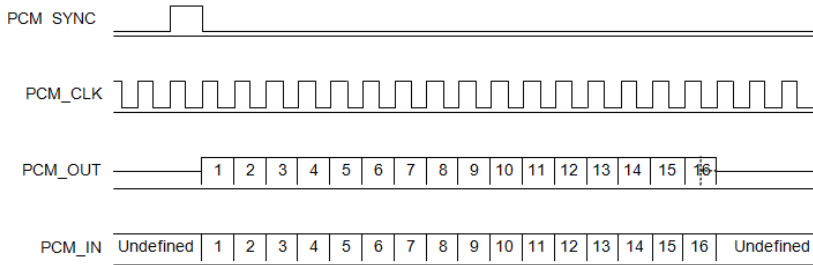 PCM SYNC
PCM_CLK
PCM_OUT 1 2 3 4 5 6 7 8 9 10 11 12 13 14 15 16
PCM_IN Undefined 1 2 3 4 5 6 7 8 9 10 11 12 13 14 15 16 Undefined